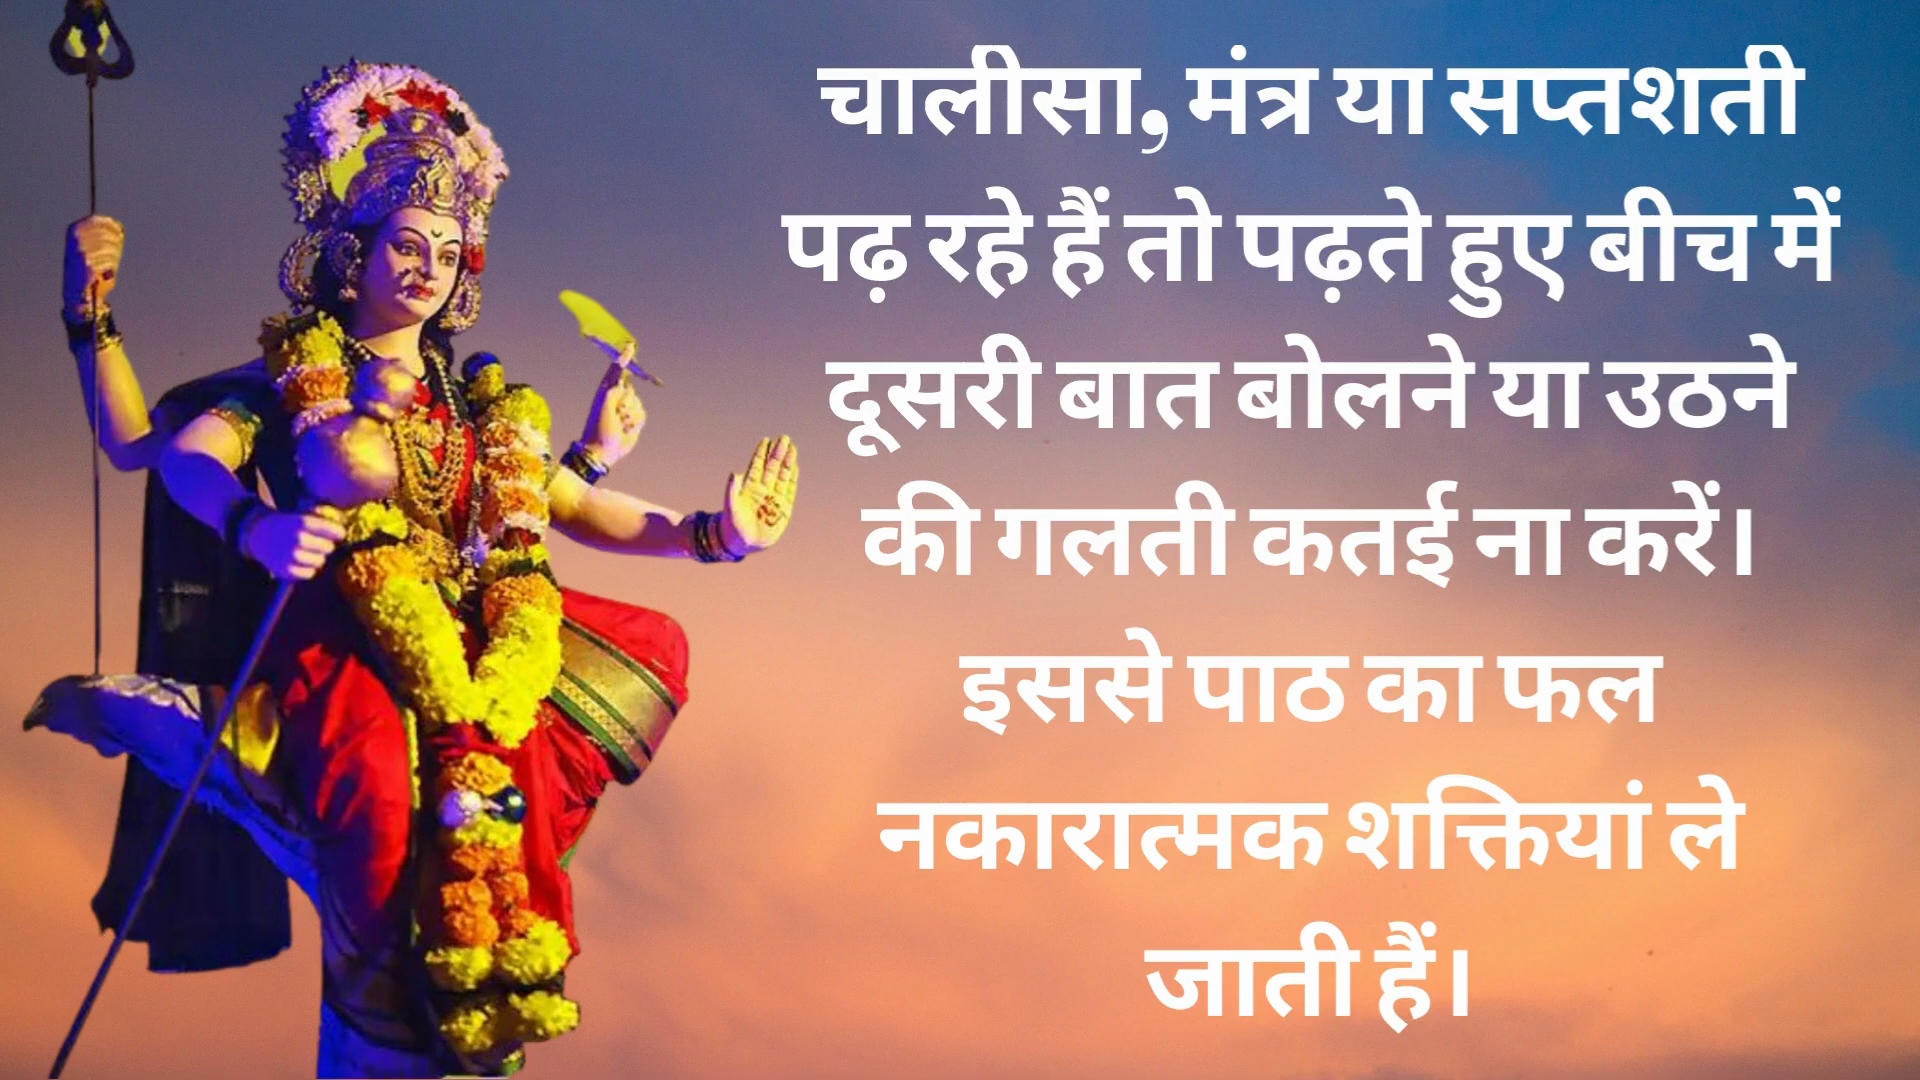 चालीसा, मंत्र या सप्तशती
पढ़ रहे हैं तो पढ़ते हुए बीच में
दूसरी बात बोलने या उठने
की गलती कतई ना करें।
इससे पाठ का फल
नकारात्मक शक्तियां ले
जाती हैं।